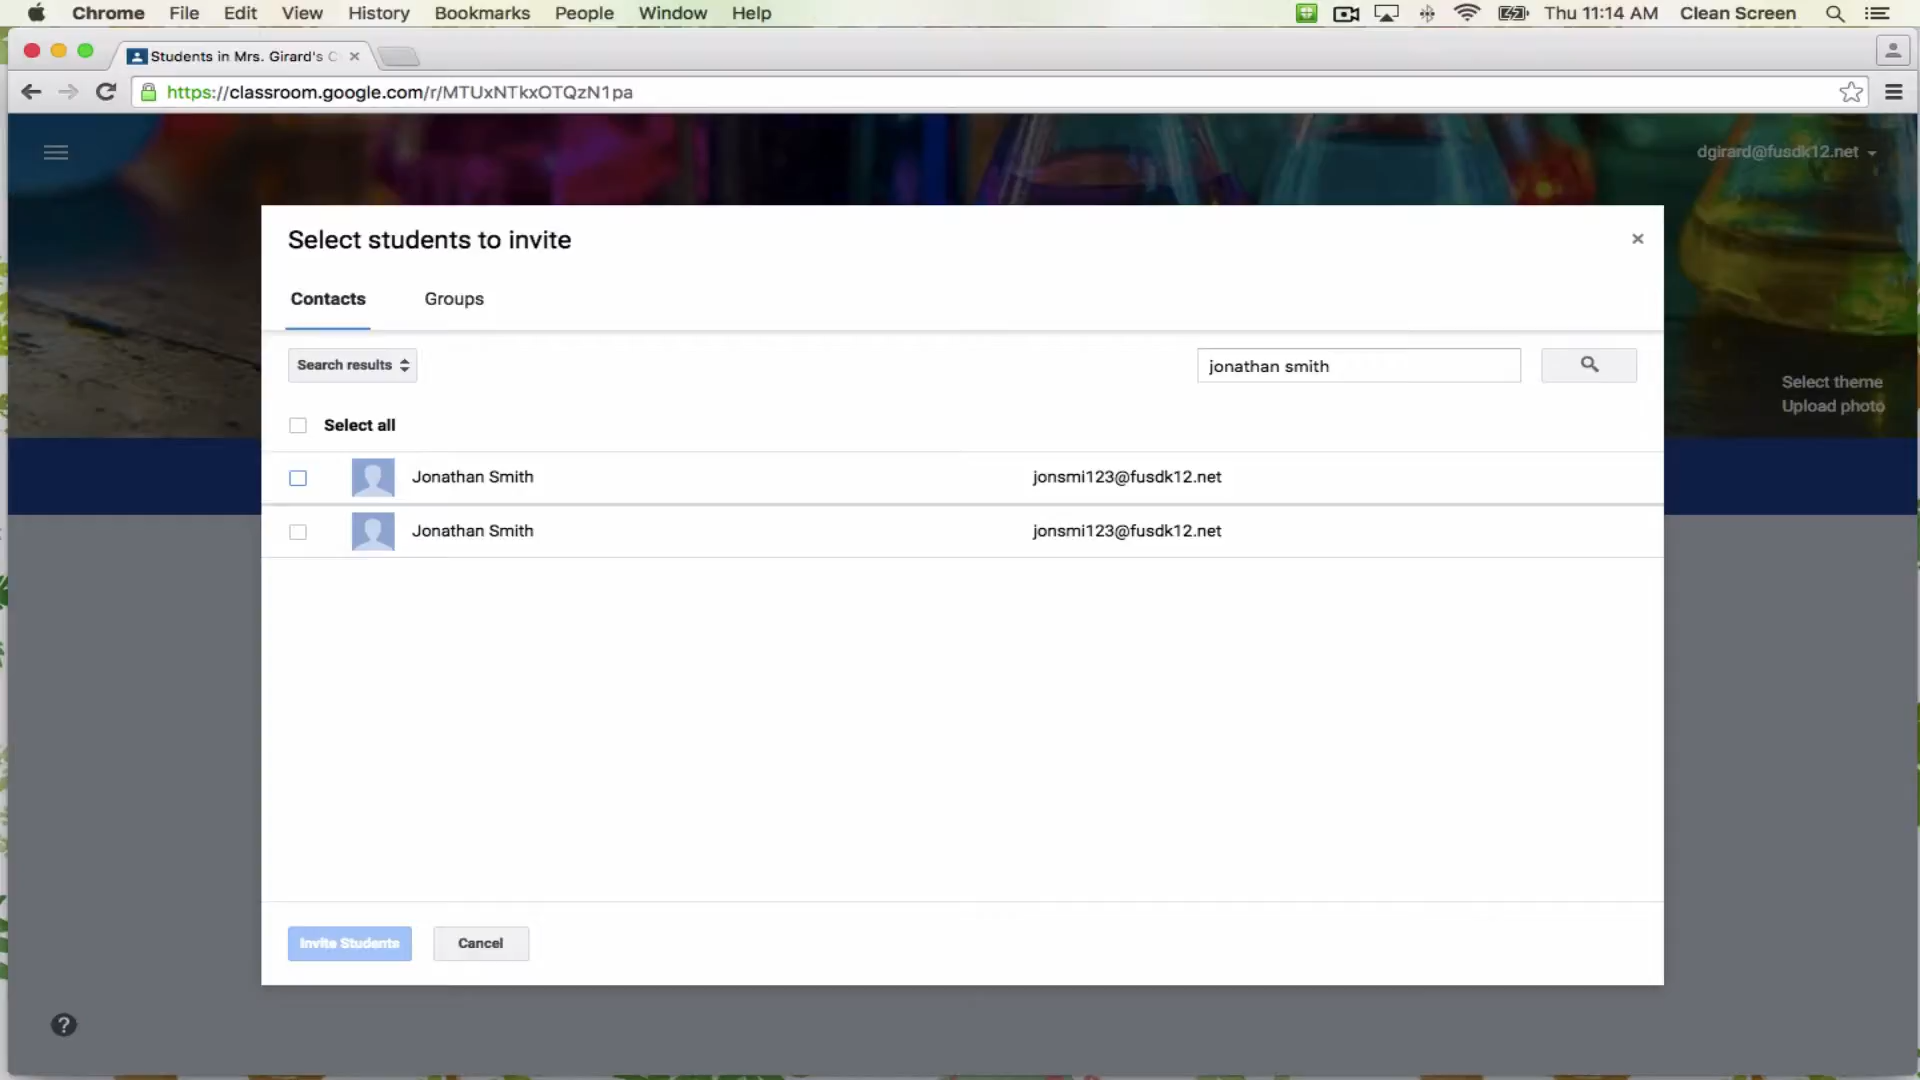 Chrome File Edit View History Bookmarks People Window Help Thu 11:14 AM Clean Screen
Students in Mrs. Girard's C
https://classroom.google.com/r/MTUxNTkxOTQzN1pa
dgirard@fusdk12.net
Select students to invite
Contacts Groups
Search results jonathan smith
Select theme
Upload photo
Select all
Jonathan Smith jonsmi123@fusdk12.net
Jonathan Smith jonsmi123@fusdk12.net
Invite Students Cancel
?